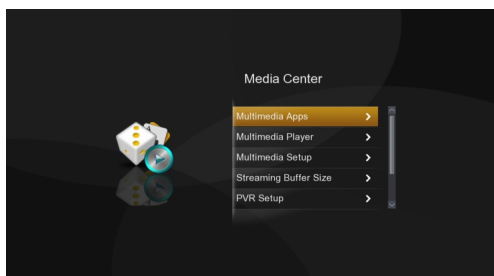 Media Center
Multimedia Apps
Multimedia Player
Multimedia Setup
Streaming Buffer Size
PVR Setup